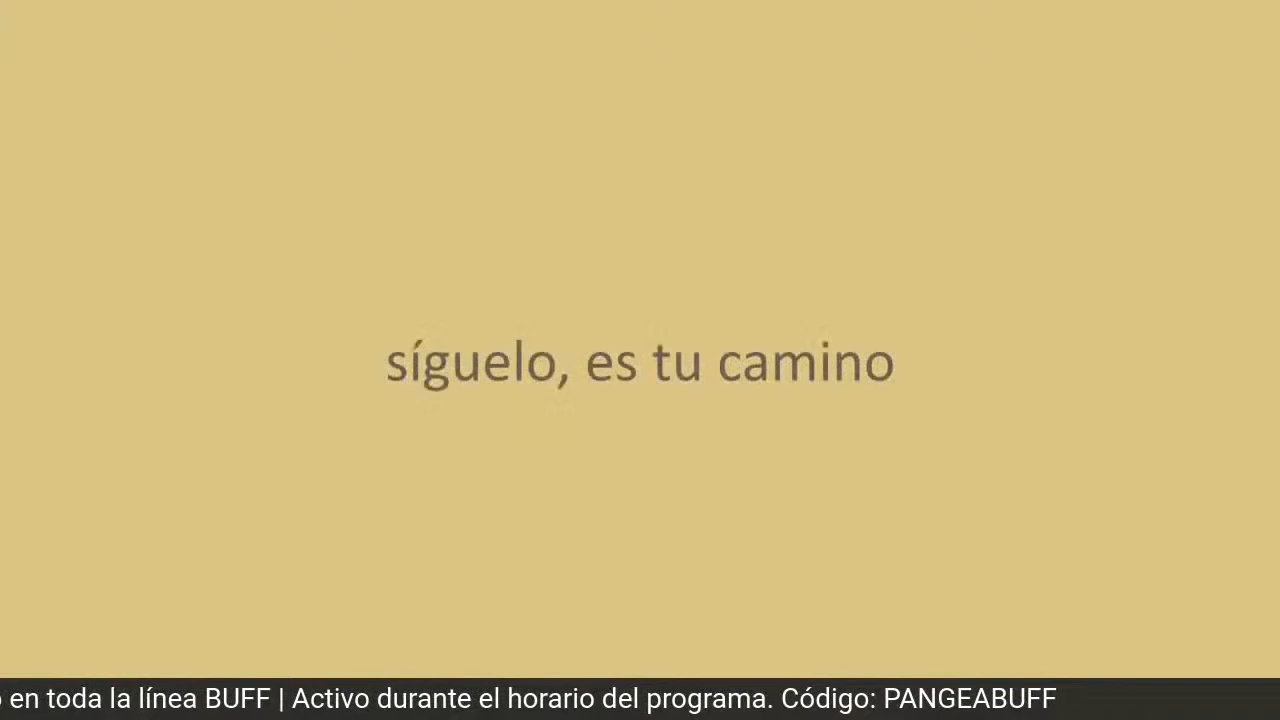 síguelo, es tu camino
en toda la línea BUFF | Activo durante el horario del programa. Código: PANGEABUFF